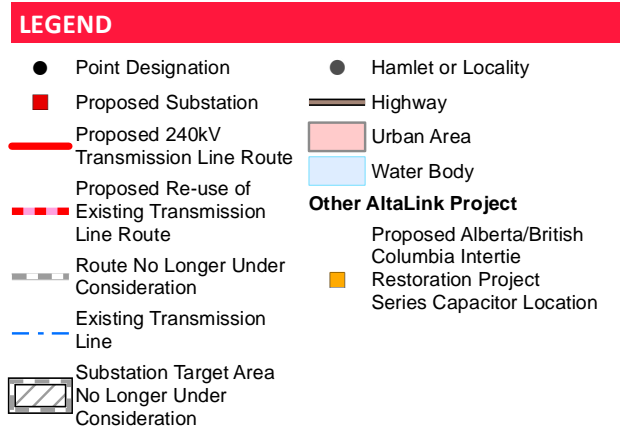 LEGEND
Point Designation
Proposed Substation
Proposed 240kV
Transmission Line Route
Proposed Re-use of
Existing Transmission
Line Route
Route No Longer Under
Consideration
Existing Transmission
Line
Substation Target Area
No Longer Under
Consideration
Hamlet or Locality
Highway
Urban Area
Water Body
Other AltaLink Project
Proposed Alberta/British
Columbia Intertie
Restoration Project
Series Capacitor Location